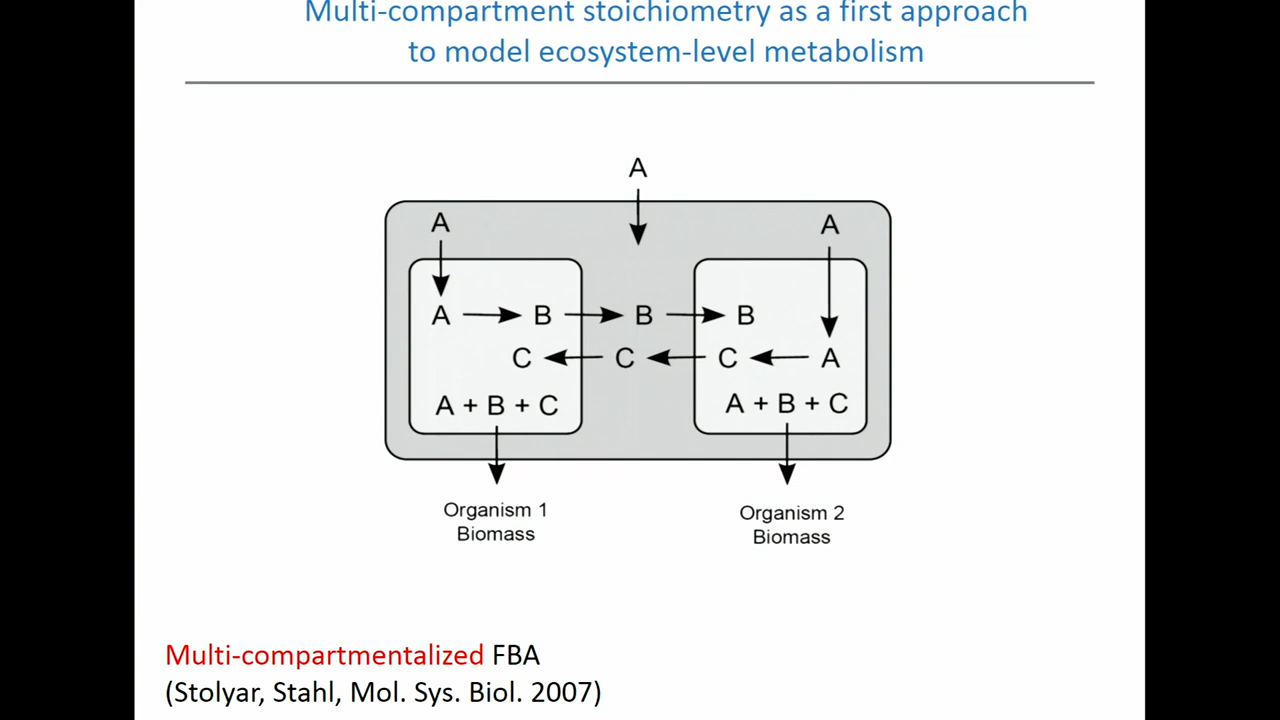 Multi-compartment stoichiometry as a first approach
to model ecosystem-level metabolism
A
A
A
A B B B
C C C A
A + B + C
A + B + C
Organism 1
Biomass
Organism 2
Biomass
Multi-compartmentalized FBA
(Stolyar, Stahl, Mol. Sys. Biol. 2007)